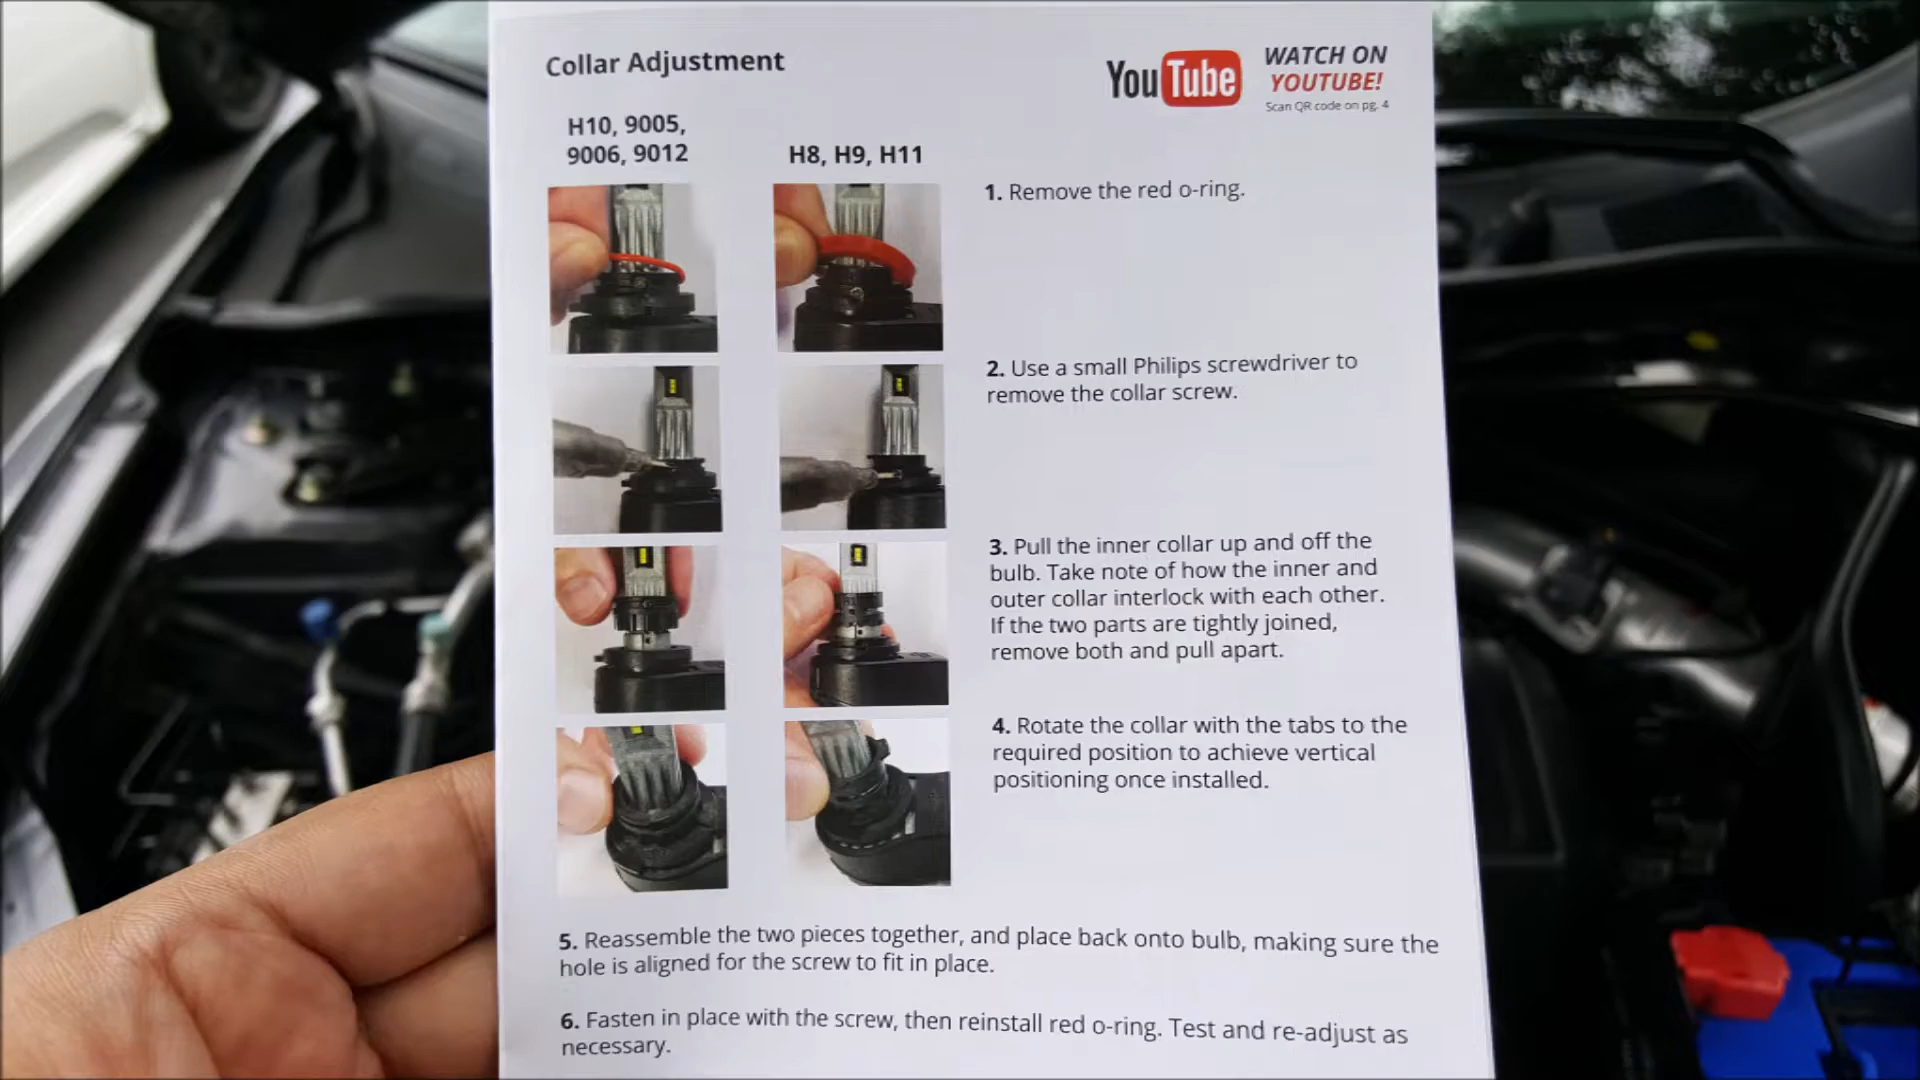 Collar Adjustment
YouTube
WATCH ON
YOUTUBE!
Scan QR code on pg. 4
H10, 9005,
9006, 9012
H8, H9, H11
1. Remove the red o-ring.
2. Use a small Philips screwdriver to
remove the collar screw.
3. Pull the inner collar up and off the
bulb. Take note of how the inner and
outer collar interlock with each other.
If the two parts are tightly joined,
remove both and pull apart.
4. Rotate the collar with the tabs to the
required position to achieve vertical
positioning once installed.
5. Reassemble the two pieces together, and place back onto bulb, making sure the
hole is aligned for the screw to fit in place.
6. Fasten in place with the screw, then reinstall red o-ring. Test and re-adjust as
necessary.